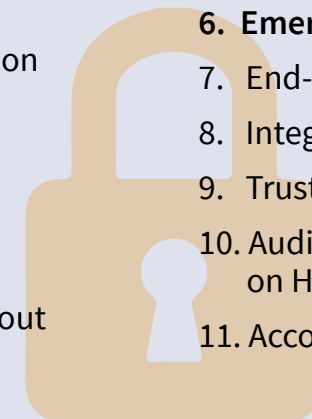 on
out
6. Emer
7. End-
8. Integ
9. Trust
10. Audi
on H
11. Acco